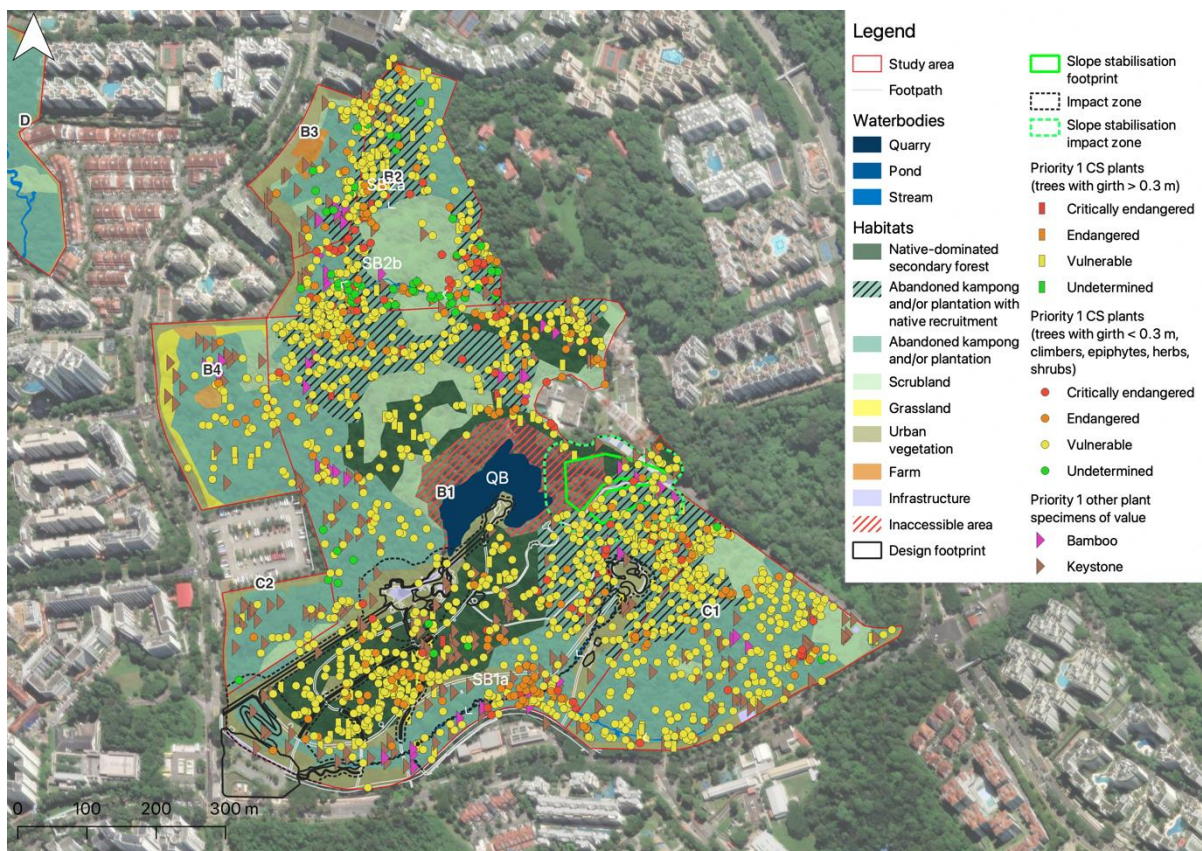 D
B3
B2
SB2a
SB2b
B4
B1
QB
C2
C1
SB1a
0 100 200 300 m
Legend
Study area
Footpath
Waterbodies
Quarry
Pond
Stream
Habitats
Native-dominated
secondary forest
Abandoned kampong
and/or plantation with
native recruitment
Abandoned kampong
and/or plantation
Scrubland
Grassland
Urban
vegetation
Farm
Infrastructure
Inaccessible area
Design footprint
Slope stabilisation
footprint
Impact zone
Slope stabilisation
impact zone
Priority 1 CS plants
(trees with girth > 0.3 m)
Critically endangered
Endangered
Vulnerable
Undetermined
Priority 1 CS plants
(trees with girth < 0.3 m,
climbers, epiphytes, herbs,
shrubs)
Critically endangered
Endangered
Vulnerable
Undetermined
Priority 1 other plant
specimens of value
Bamboo
Keystone